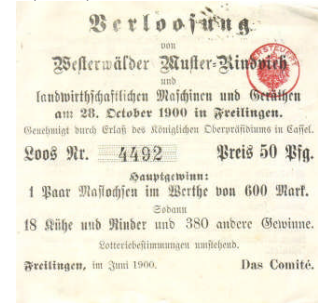 Verloosung
von
Westerwälder Muster-Rindvieh
und
landwirthschaftlichen Maschinen und Geräthen
am 23. October 1900 in Freilingen.
Genehmigt durch Erlaß des Königlichen Oberpräsidiums in Cassel.
Loos Nr. 4492 Preis 50 Pfg.
Hauptgewinn:
1 Paar Mastochsen im Werthe von 600 Mark.
Sodann
18 Kühe und Rinder und 380 andere Gewinne.
Lotteriebestimmungen umstehend.
Freilingen, im Juni 1900. Das Comité.